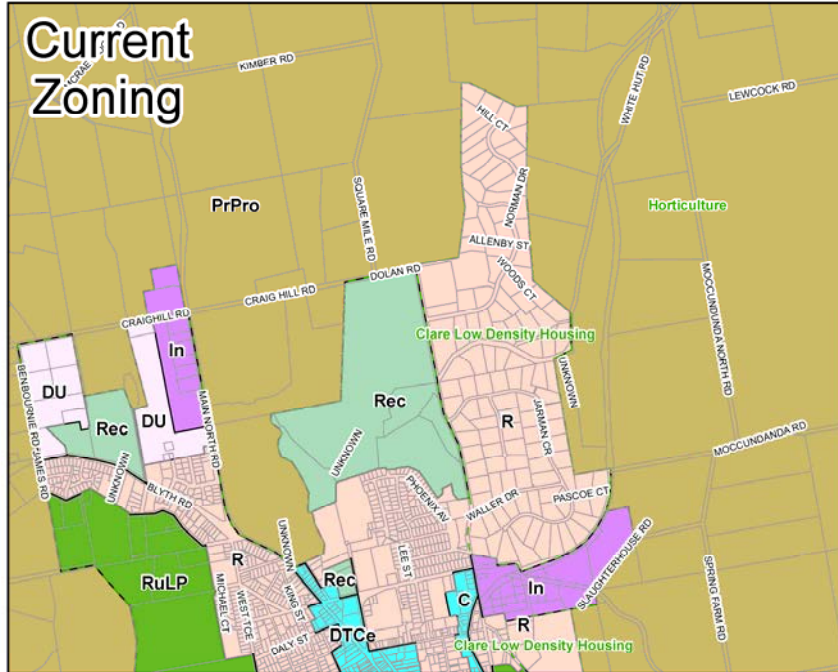 Current
Zoning
MCRAE
KIMBER RD
WHITE HUT RD
LEWCOCK RD
HILL CT
NORMAN DR
SQUARE MILE RD
PrPro
Horticulture
ALLENBY ST
WOODS CT
DOLAN RD
CRAIG HILL RD
CRAIGHILL RD
MOCCUNDUNDA NORTH RD
Clare Low Density Housing
In
UNKNOWN
DU
BENBOURNIE RD
JAMES RD
DU
MAIN NORTH RD
Rec
Rec
R
JARMAN CR
UNKNOWN
UNKNOWN
MOCCUNDANDA RD
BLYTH RD
PHOENIX AV
WALLER DR
PASCOE CT
UNKNOWN
R
LEE ST
SLAUGHTERHOUSE RD
SPRING FARM RD
RuLP
MICHAEL CT
WEST TCE
KING ST
Rec
In
C
DALY ST
DTCe
R
Clare Low Density Housing